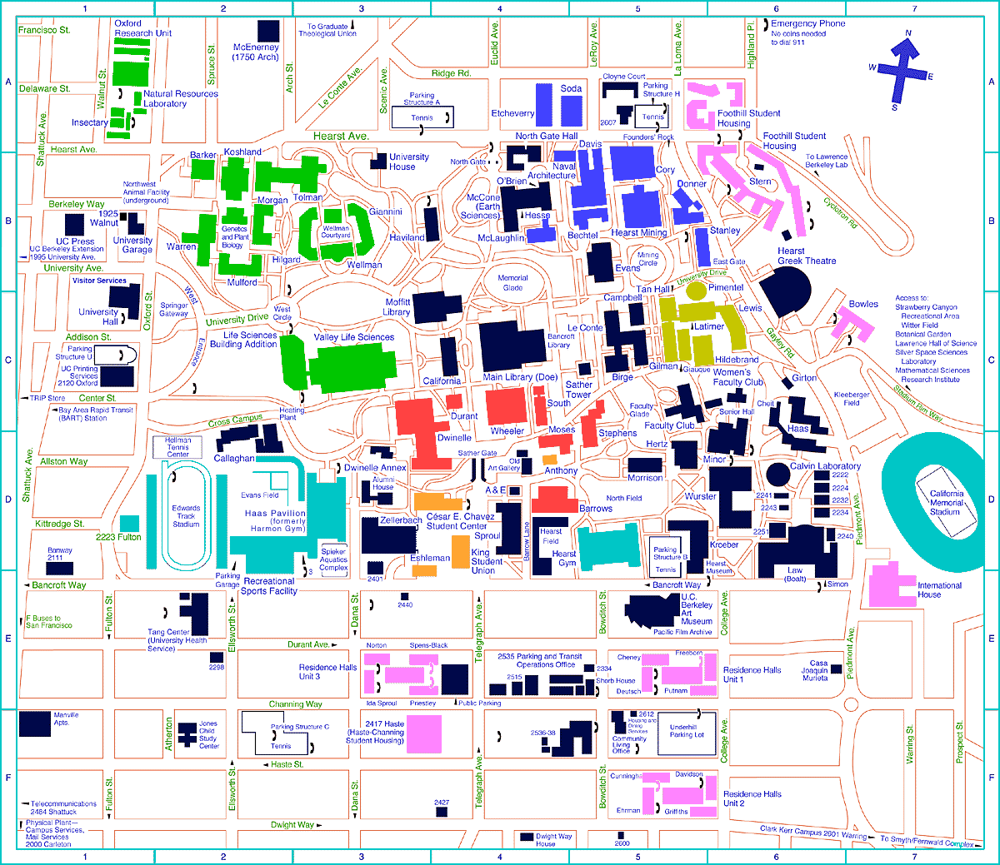 1 2 3 4 5 6 7
A
B
C
D
E
F
A
B
C
D
E
F
1 2 3 4 5 6 7
Francisco St.
Oxford
Research Unit
McEnerney
(1750 Arch)
To Graduate
Theological Union
Emergency Phone
No coins needed
to dial 911
N
W
E
S
Spruce St.
Walnut St.
Arch St.
Le Conte Ave.
Scenic Ave.
Euclid Ave.
LeRoy Ave.
La Loma Ave.
Highland Pl.
Ridge Rd.
Delaware St.
Shattuck Ave.
Natural Resources
Laboratory
Insectary
Parking
Structure A
Tennis
Etcheverry
Soda
Cloyne Court
Parking
Structure H
Tennis
2607
Founders' Rock
Foothill Student
Housing
Foothill Student
Housing
To Lawrence
Berkeley Lab
Hearst Ave.
Hearst Ave.
North Gate Hall
North Gate
University
House
Barker
Koshland
Northwest
Animal Facility
(underground)
Morgan
Tolman
Giannini
Genetics
and Plant
Biology
Wellman
Courtyard
Wellman
Hilgard
Mulford
Warren
Haviland
O'Brien
McCone
(Earth
Sciences)
Hesse
McLaughlin
Naval
Architecture
Davis
Bechtel
Cory
Hearst Mining
Donner
Stanley
Stern
Cyclotron Rd
East Gate
Hearst
Greek Theatre
Evans
Mining
Circle
University Drive
Berkeley Way
1925
Walnut
UC Press
University
Garage
UC Berkeley Extension
1995 University Ave.
University Ave.
Visitor Services
University
Hall
Oxford St.
Springer
Gateway
West
Entrance
West
Circle
University Drive
Memorial
Glade
Moffitt
Library
Campbell
Tan Hall
Pimentel
Lewis
Latimer
Gilman
Glauque
Hildebrand
Bowles
Gayley Rd
Access to:
Strawberry Canyon
Recreational Area
Witter Field
Botanical Garden
Lawrence Hall of Science
Silver Space Sciences
Laboratory
Mathematical Sciences
Research Institute
Stadium Rim Way
Addison St.
Parking
Structure U
UC Printing
Services
2120 Oxford
Life Sciences
Building Addition
Valley Life Sciences
California
Bancroft
Library
Main Library (Doe)
Le Conte
Sather
Tower
Birge
Women's
Faculty Club
Girton
Kleeberger
Field
TRIP Store
Center St.
Bay Area Rapid Transit
(BART) Station
Cross Campus
Heating
Plant
Durant
Dwinelle
Wheeler
South
Moses
Stephens
Faculty
Glade
Faculty Club
Senior Hall
Cheit
Haas
Hertz
Minor
Hellman
Tennis
Center
Callaghan
Dwinelle Annex
Sather Gate
Old
Art Gallery
Anthony
Morrison
Calvin Laboratory
Shattuck Ave.
Allston Way
Evans Field
Edwards
Track
Stadium
Haas Pavilion
(formerly
Harmon Gym)
Alumni
House
A & E
North Field
Wurster
2222
2224
2232
2234
2241
2243
2251
2240
California
Memorial
Stadium
Kittredge St.
2223 Fulton
Banway
2111
Zellerbach
César E. Chavez
Student Center
Sproul
Barrows
Barrow Lane
Hearst
Field
Hearst
Gym
Eshleman
King
Student
Union
Spieker
Aquatics
Complex
2401
Parking
Structure B
Tennis
Kroeber
Hearst
Museum
Law
(Boalt)
Simon
Piedmont Ave.
International
House
Parking
Garage
Recreational
Sports Facility
3
Bancroft Way
Bancroft Way
F Buses to
San Francisco
Fulton St.
Tang Center
(University Health
Service)
2298
Ellsworth St.
Dana St.
2440
Telegraph Ave.
Bowditch St.
College Ave.
U.C.
Berkeley
Art
Museum
Pacific Film Archive
Durant Ave.
Norton
Spens-Black
Residence Halls
Unit 3
Ida Sproul
Priestley
Public Parking
2535 Parking and Transit
Operations Office
2515
2334
Shorb House
Cheney
Freeborn
Deutsch
Putnam
Residence Halls
Unit 1
Casa
Joaquin
Murieta
Piedmont Ave.
Channing Way
Manville
Apts.
Atherton
Jones
Child
Study
Center
Parking Structure C
Tennis
2417 Haste
(Haste-Channing
Student Housing)
2536-38
2612
Housing and
Dining
Services
Community
Living
Office
Underhill
Parking Lot
College Ave.
Warring St.
Prospect St.
Haste St.
Telecommunications
2484 Shattuck
Fulton St.
Ellsworth St.
Dana St.
2427
Telegraph Ave.
Bowditch St.
Cunningham
Davidson
Ehrman
Griffiths
Residence Halls
Unit 2
Physical Plant—
Campus Services,
Mail Services
2000 Carleton
Dwight Way
Dwight Way
House
2600
Clark Kerr Campus 2601 Warring
To Smyth/Fernwald Complex